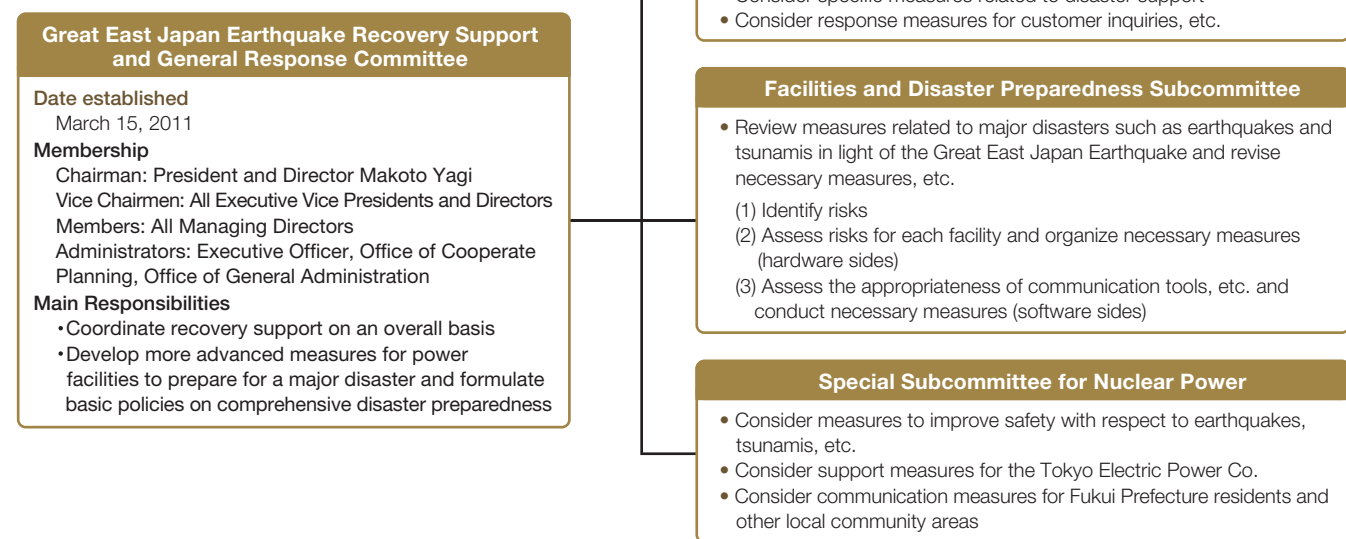 Great East Japan Earthquake Recovery Support
and General Response Committee
Date established
March 15, 2011
Membership
Chairman: President and Director Makoto Yagi
Vice Chairmen: All Executive Vice Presidents and Directors
Members: All Managing Directors
Administrators: Executive Officer, Office of Cooperate
Planning, Office of General Administration
Main Responsibilities
•Coordinate recovery support on an overall basis
•Develop more advanced measures for power
facilities to prepare for a major disaster and formulate
basic policies on comprehensive disaster preparedness
• Consider specific measures related to disaster support
• Consider response measures for customer inquiries, etc.
Facilities and Disaster Preparedness Subcommittee
• Review measures related to major disasters such as earthquakes and
tsunamis in light of the Great East Japan Earthquake and revise
necessary measures, etc.
(1) Identify risks
(2) Assess risks for each facility and organize necessary measures
(hardware sides)
(3) Assess the appropriateness of communication tools, etc. and
conduct necessary measures (software sides)
Special Subcommittee for Nuclear Power
• Consider measures to improve safety with respect to earthquakes,
tsunamis, etc.
• Consider support measures for the Tokyo Electric Power Co.
• Consider communication measures for Fukui Prefecture residents and
other local community areas